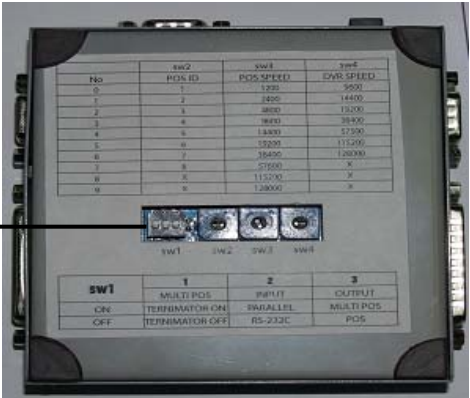 sw2 sw3 sw4
No POS ID POS SPEED DVR SPEED
0 1 1200 9600
1 2 2400 14400
2 3 4800 19200
3 4 9600 38400
4 5 14400 57500
5 6 19200 115200
6 7 38400 128000
7 8 57600 X
8 X 115200 X
9 X 128000 X
sw1 sw2 sw3 sw4
sw1 1 2 3
MULTI POS INPUT OUTPUT
ON TERNIMATOR ON PARALLEL MULTI POS
OFF TERNIMATOR OFF RS-232C POS